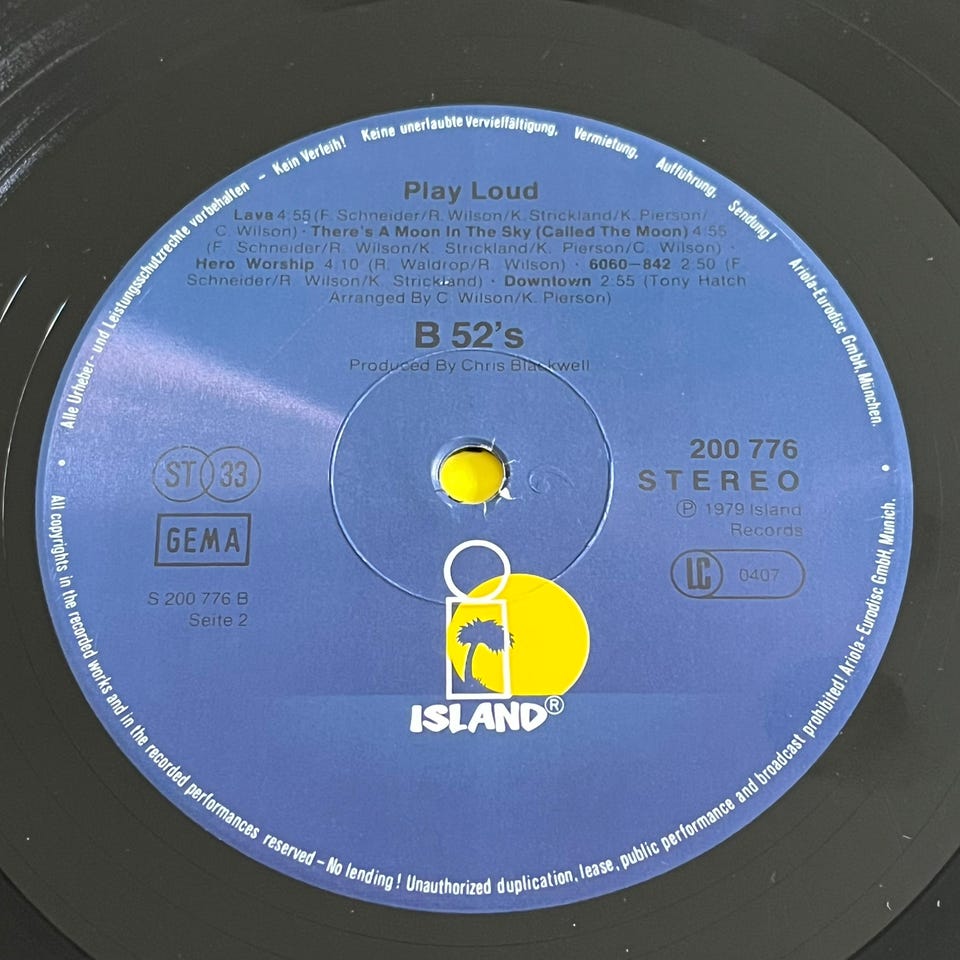 Alle Urheber- und Leistungsschutzrechte vorbehalten – Kein Verleih! Keine unerlaubte Vervielfältigung, Vermietung, Aufführung, Sendung! Ariola-Eurodisc GmbH, München.
Play Loud
Lava 4:55 (F. Schneider/R. Wilson/K. Strickland/K. Pierson/
C. Wilson) · There's A Moon In The Sky (Called The Moon) 4:55
(F. Schneider/R. Wilson/K. Strickland/K. Pierson/C. Wilson) ·
Hero Worship 4:10 (R. Waldrop/R. Wilson) · 6060–842 2:50 (F.
Schneider/R. Wilson/K. Strickland) · Downtown 2:55 (Tony Hatch
Arranged By C. Wilson/K. Pierson)
B 52's
Produced By Chris Blackwell
ST 33
GEMA
S 200 776 B
Seite 2
200 776
STEREO
Ⓟ 1979 Island
Records
LC 0407
ISLAND®
All copyrights in the recorded works and in the recorded performances reserved – No lending! Unauthorized duplication, lease, public performance and broadcast prohibited! Ariola-Eurodisc GmbH, Munich.